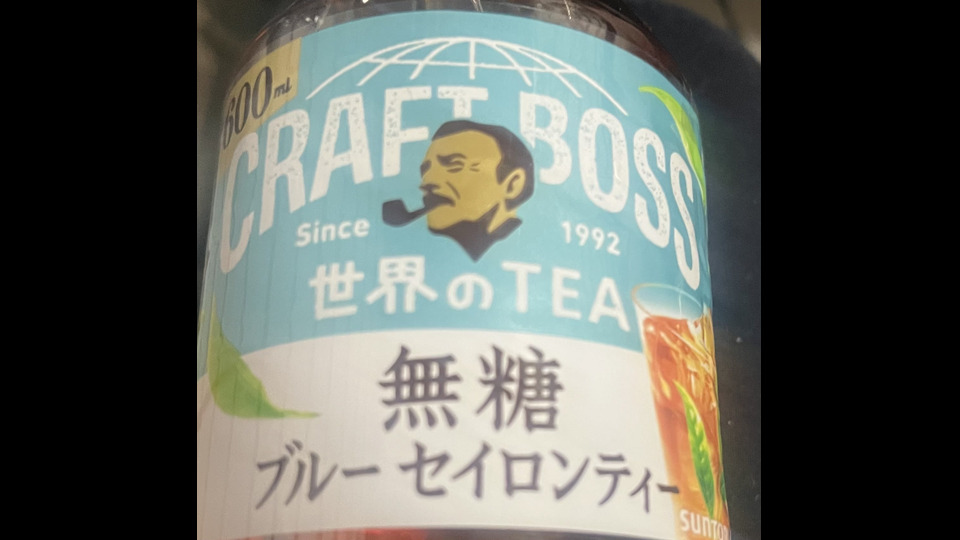 600ml
CRAFT BOSS
Since 1992
世界のTEA
無糖
ブルー セイロンティー